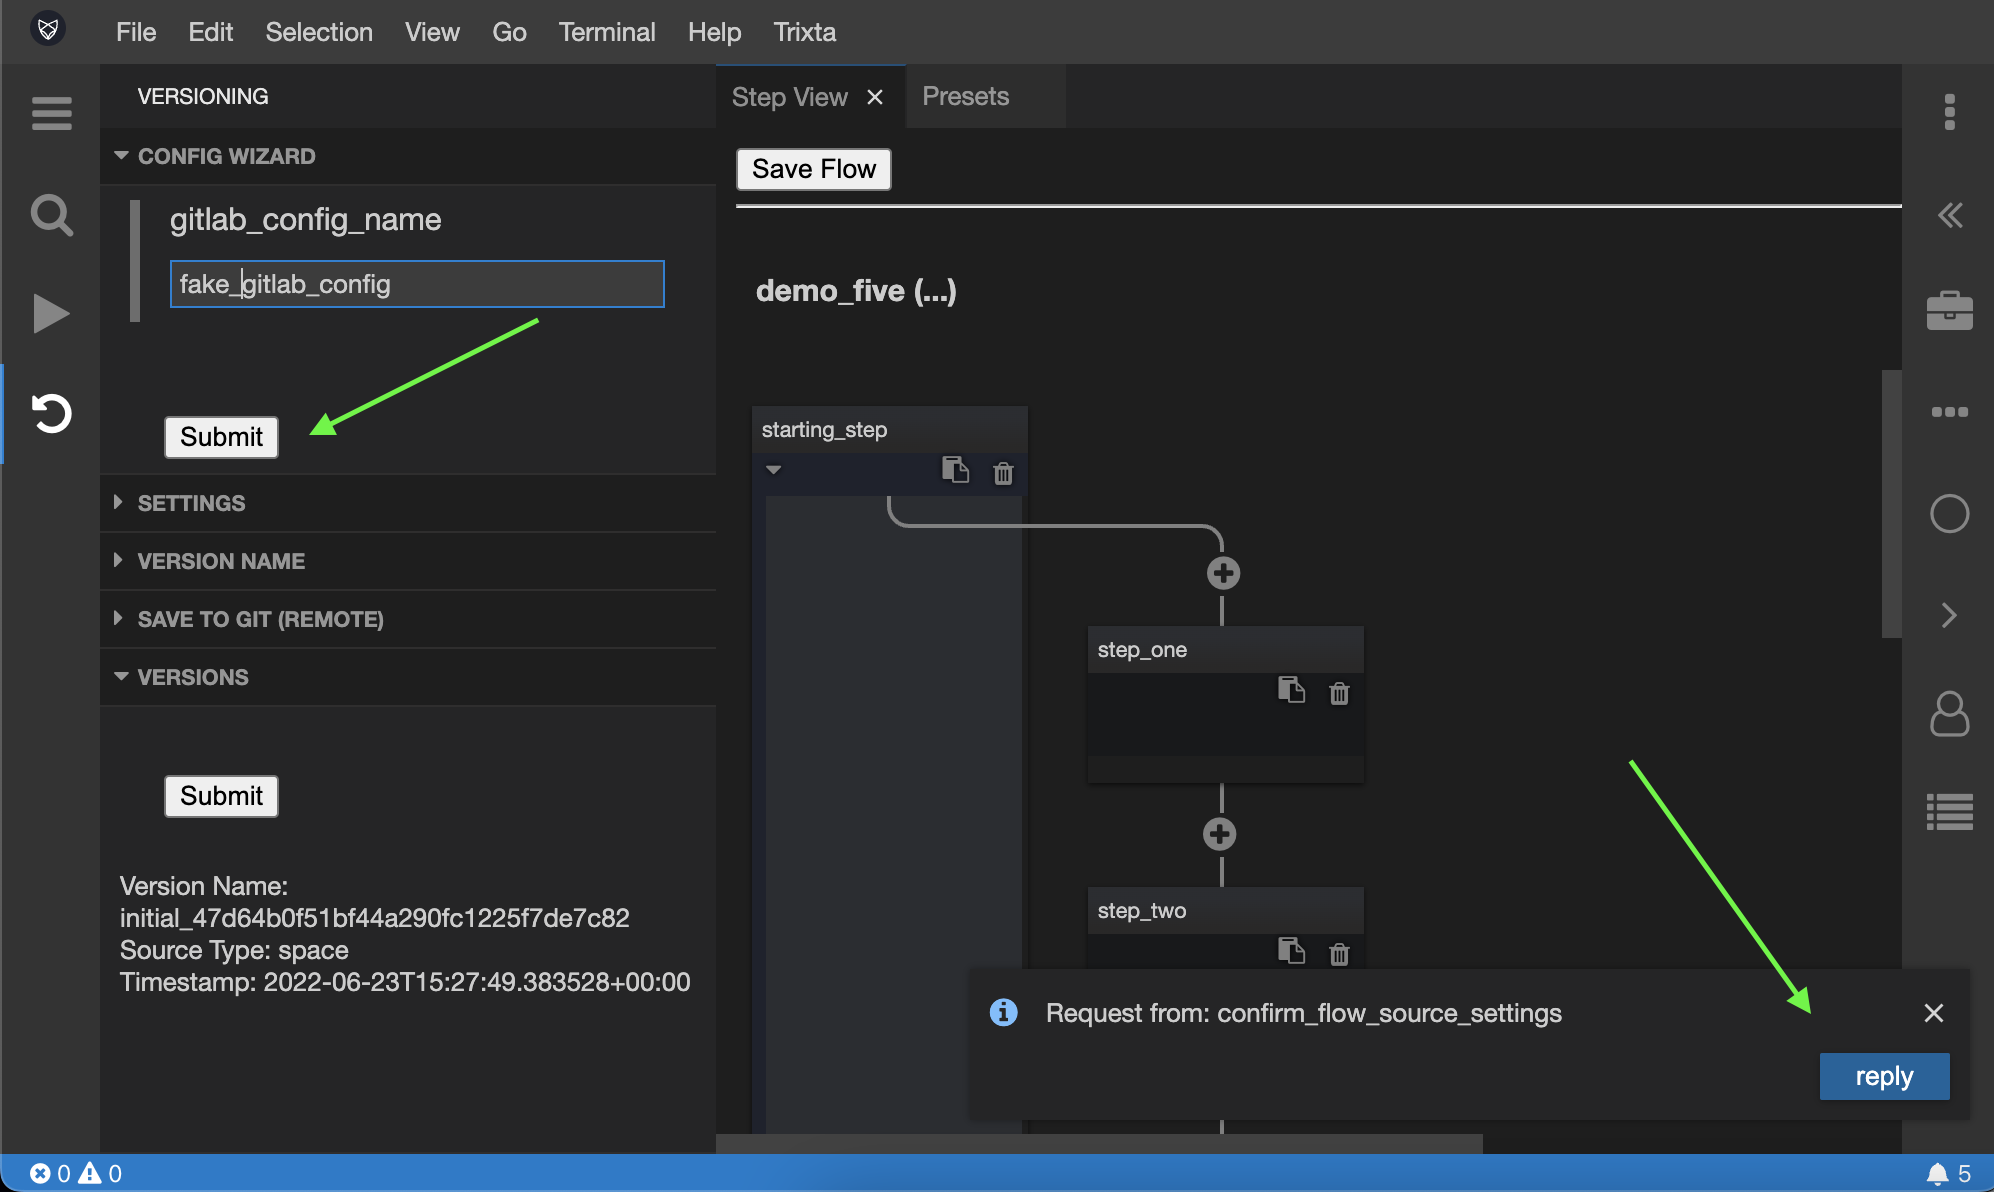 File Edit Selection View Go Terminal Help Trixta
VERSIONING
CONFIG WIZARD
gitlab_config_name
fake_gitlab_config
Submit
SETTINGS
VERSION NAME
SAVE TO GIT (REMOTE)
VERSIONS
Submit
Version Name:
initial_47d64b0f51bf44a290fc1225f7de7c82
Source Type: space
Timestamp: 2022-06-23T15:27:49.383528+00:00
Step View Presets
Save Flow
demo_five (...)
starting_step
step_one
step_two
Request from: confirm_flow_source_settings
reply
0 0 5